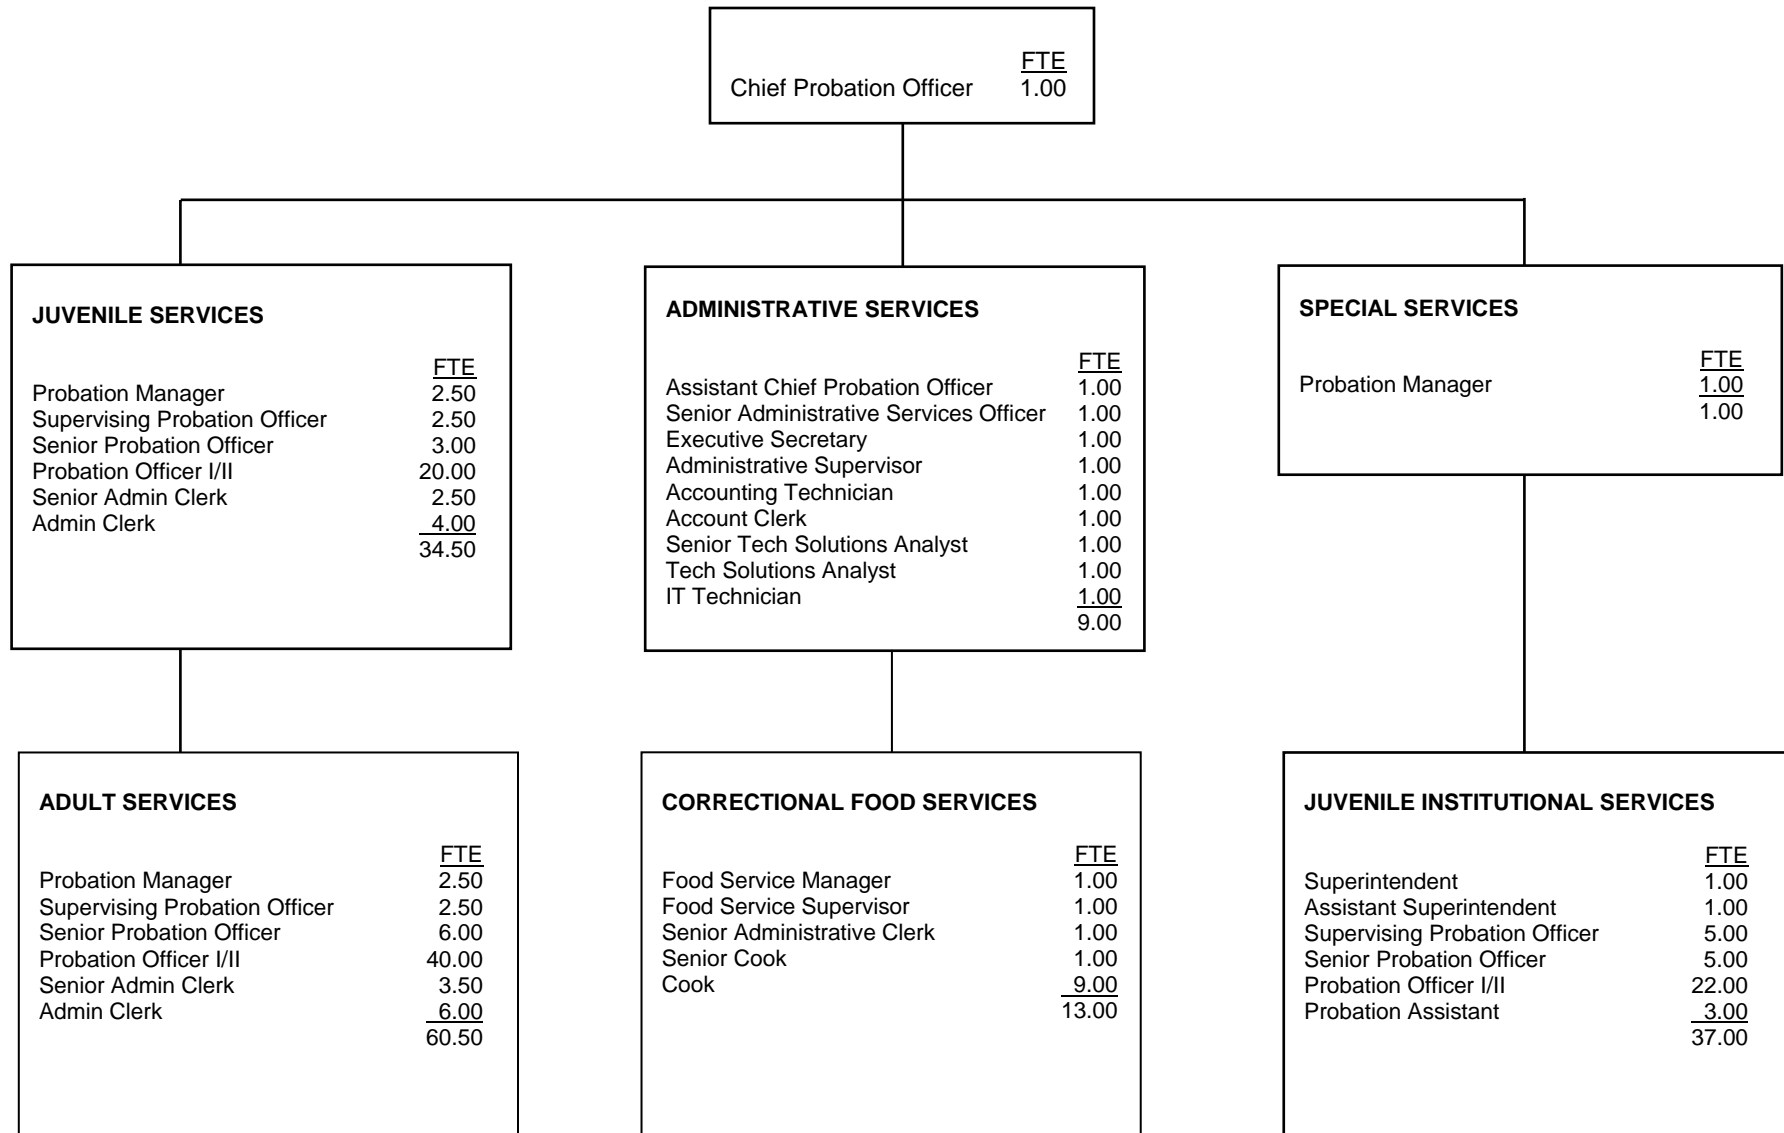 FTE
Chief Probation Officer 1.00
JUVENILE SERVICES
FTE
Probation Manager 2.50
Supervising Probation Officer 2.50
Senior Probation Officer 3.00
Probation Officer I/II 20.00
Senior Admin Clerk 2.50
Admin Clerk 4.00
34.50
ADMINISTRATIVE SERVICES
FTE
Assistant Chief Probation Officer 1.00
Senior Administrative Services Officer 1.00
Executive Secretary 1.00
Administrative Supervisor 1.00
Accounting Technician 1.00
Account Clerk 1.00
Senior Tech Solutions Analyst 1.00
Tech Solutions Analyst 1.00
IT Technician 1.00
9.00
SPECIAL SERVICES
FTE
Probation Manager 1.00
1.00
ADULT SERVICES
FTE
Probation Manager 2.50
Supervising Probation Officer 2.50
Senior Probation Officer 6.00
Probation Officer I/II 40.00
Senior Admin Clerk 3.50
Admin Clerk 6.00
60.50
CORRECTIONAL FOOD SERVICES
FTE
Food Service Manager 1.00
Food Service Supervisor 1.00
Senior Administrative Clerk 1.00
Senior Cook 1.00
Cook 9.00
13.00
JUVENILE INSTITUTIONAL SERVICES
FTE
Superintendent 1.00
Assistant Superintendent 1.00
Supervising Probation Officer 5.00
Senior Probation Officer 5.00
Probation Officer I/II 22.00
Probation Assistant 3.00
37.00